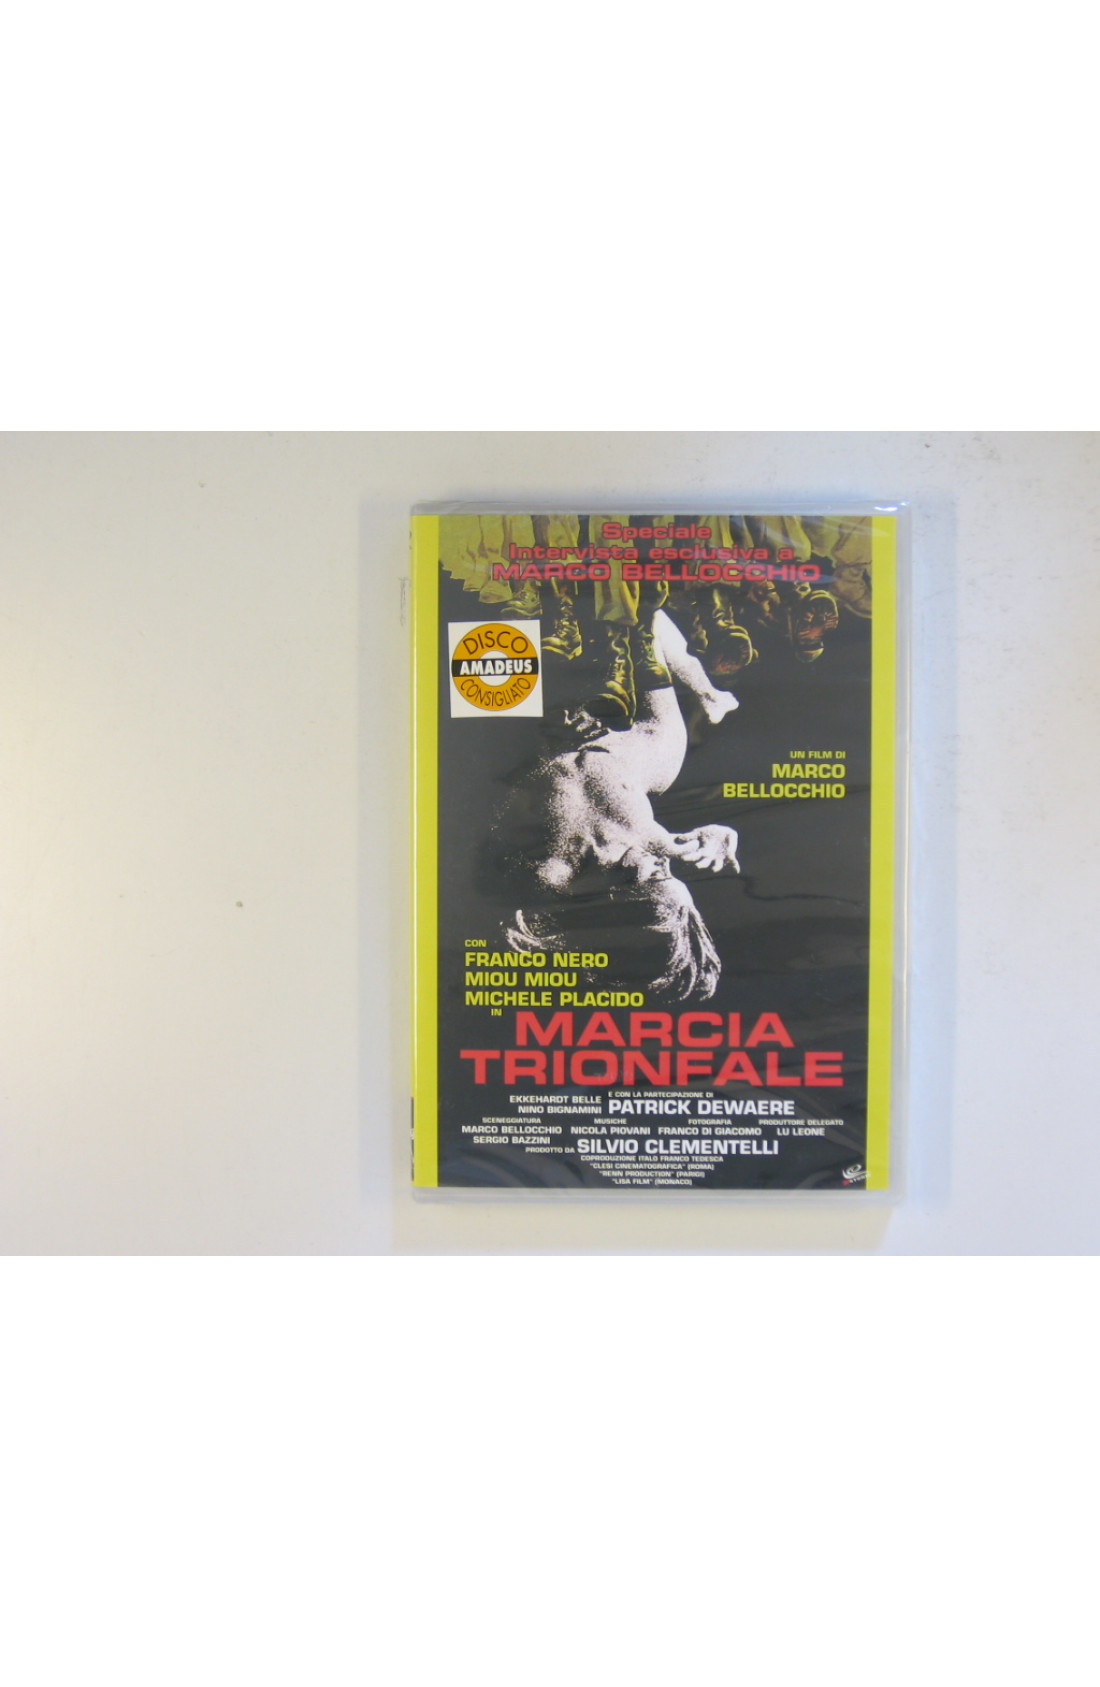 Speciale
Intervista esclusiva a
MARCO BELLOCCHIO
DISCO
AMADEUS
CONSIGLIATO
UN FILM DI
MARCO
BELLOCCHIO
CON
FRANCO NERO
MIOU MIOU
MICHELE PLACIDO
IN
MARCIA
TRIONFALE
EKKEHARDT BELLE
NINO BIGNAMINI
E CON LA PARTECIPAZIONE DI
PATRICK DEWAERE
SCENEGGIATURA
MARCO BELLOCCHIO
SERGIO BAZZINI
MUSICHE
NICOLA PIOVANI
FOTOGRAFIA
FRANCO DI GIACOMO
PRODUTTORE DELEGATO
LU LEONE
PRODOTTO DA SILVIO CLEMENTELLI
COPRODUZIONE ITALO FRANCO TEDESCA
"CLESI CINEMATOGRAFICA" (ROMA)
"RENN PRODUCTION" (PARIGI)
"LISA FILM" (MONACO)